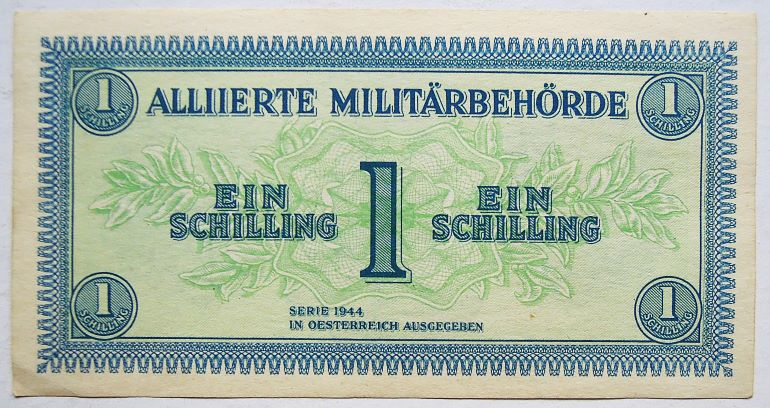 1
SCHILLING
ALLIIERTE MILITÄRBEHÖRDE
1
SCHILLING
EIN
SCHILLING
1
EIN
SCHILLING
1
SCHILLING
SERIE 1944
IN OESTERREICH AUSGEGEBEN
1
SCHILLING